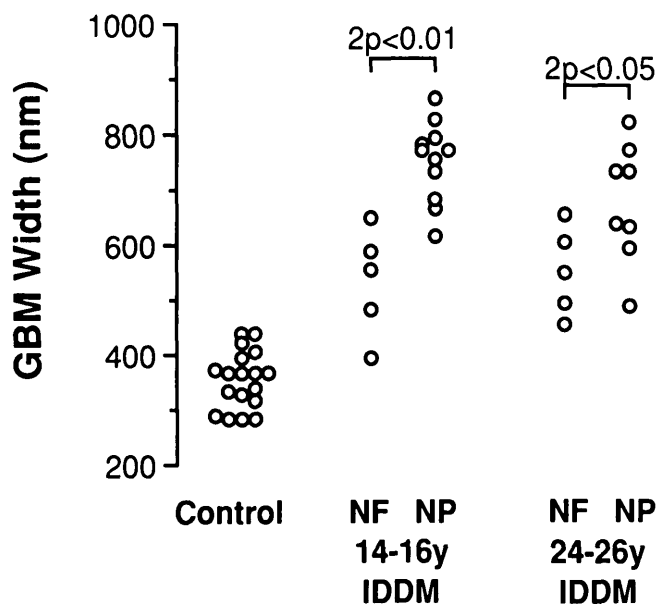 1000
800
600
400
200
GBM Width (nm)
2p<0.01
2p<0.05
Control
NF NP
14-16y
IDDM
NF NP
24-26y
IDDM